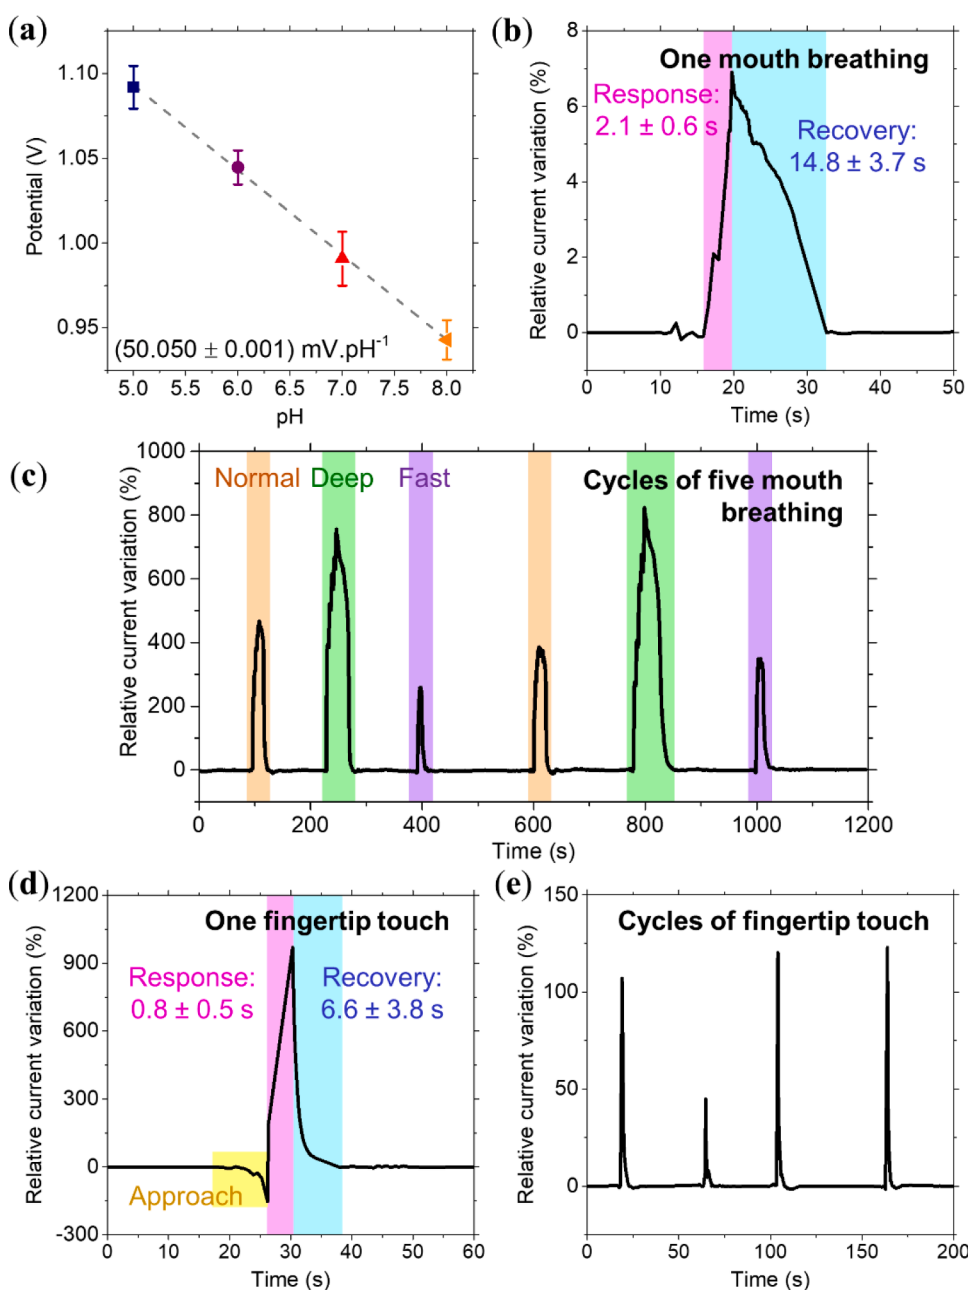 (a)
1.10
1.05
1.00
0.95
Potential (V)
(50.050 ± 0.001) mV.pH⁻¹
5.0 5.5 6.0 6.5 7.0 7.5 8.0
pH
(b)
8
6
4
2
0
Relative current variation (%)
One mouth breathing
Response:
2.1 ± 0.6 s
Recovery:
14.8 ± 3.7 s
0 10 20 30 40 50
Time (s)
(c)
1000
800
600
400
200
0
Relative current variation (%)
Normal Deep Fast
Cycles of five mouth
breathing
0 200 400 600 800 1000 1200
Time (s)
(d)
1200
900
600
300
0
-300
Relative current variation (%)
One fingertip touch
Response:
0.8 ± 0.5 s
Recovery:
6.6 ± 3.8 s
Approach
0 10 20 30 40 50 60
Time (s)
(e)
150
100
50
0
Relative current variation (%)
Cycles of fingertip touch
0 50 100 150 200
Time (s)